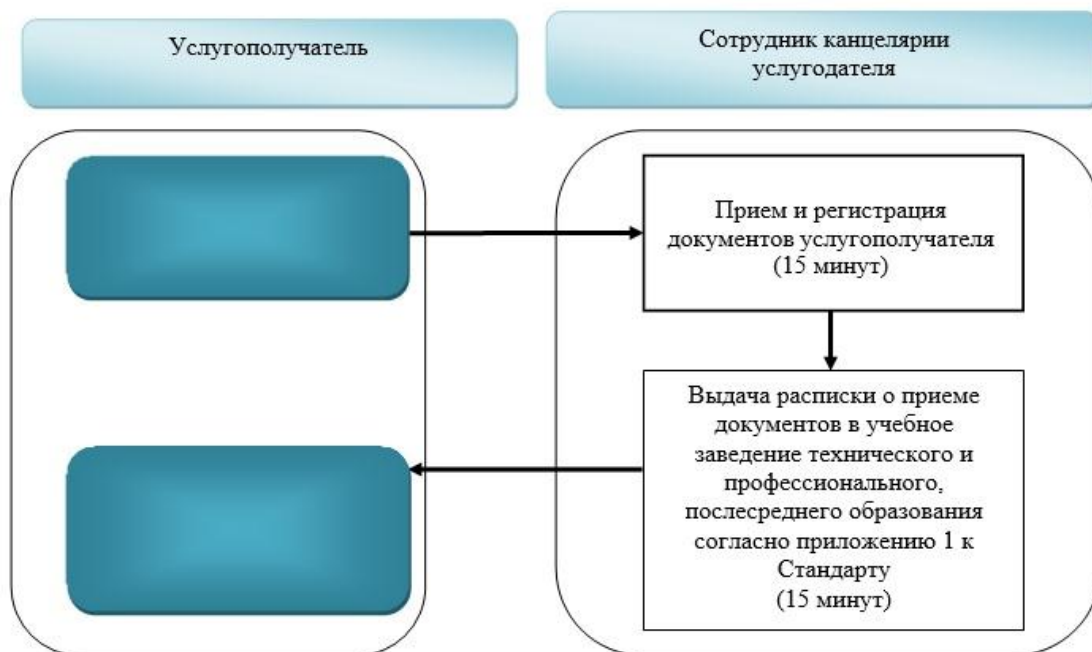 Услугополучатель
Сотрудник канцелярии
услугодателя
Прием и регистрация
документов услугополучателя
(15 минут)
Выдача расписки о приеме
документов в учебное
заведение технического и
профессионального,
послесреднего образования
согласно приложению 1 к
Стандарту
(15 минут)